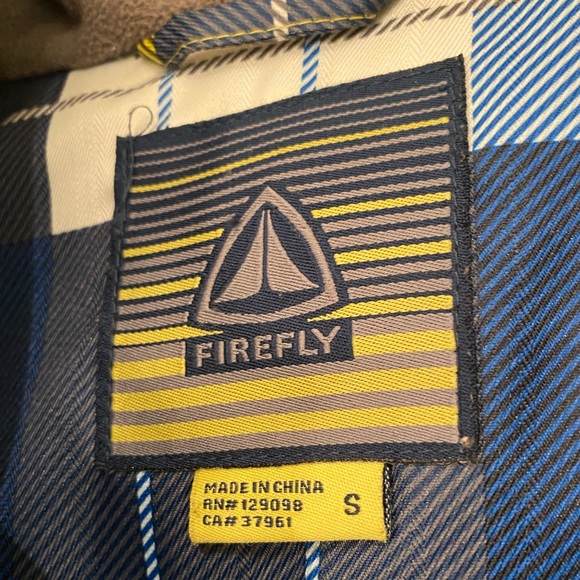 FIREFLY
MADE IN CHINA
RN# 129098
CA# 37961
S